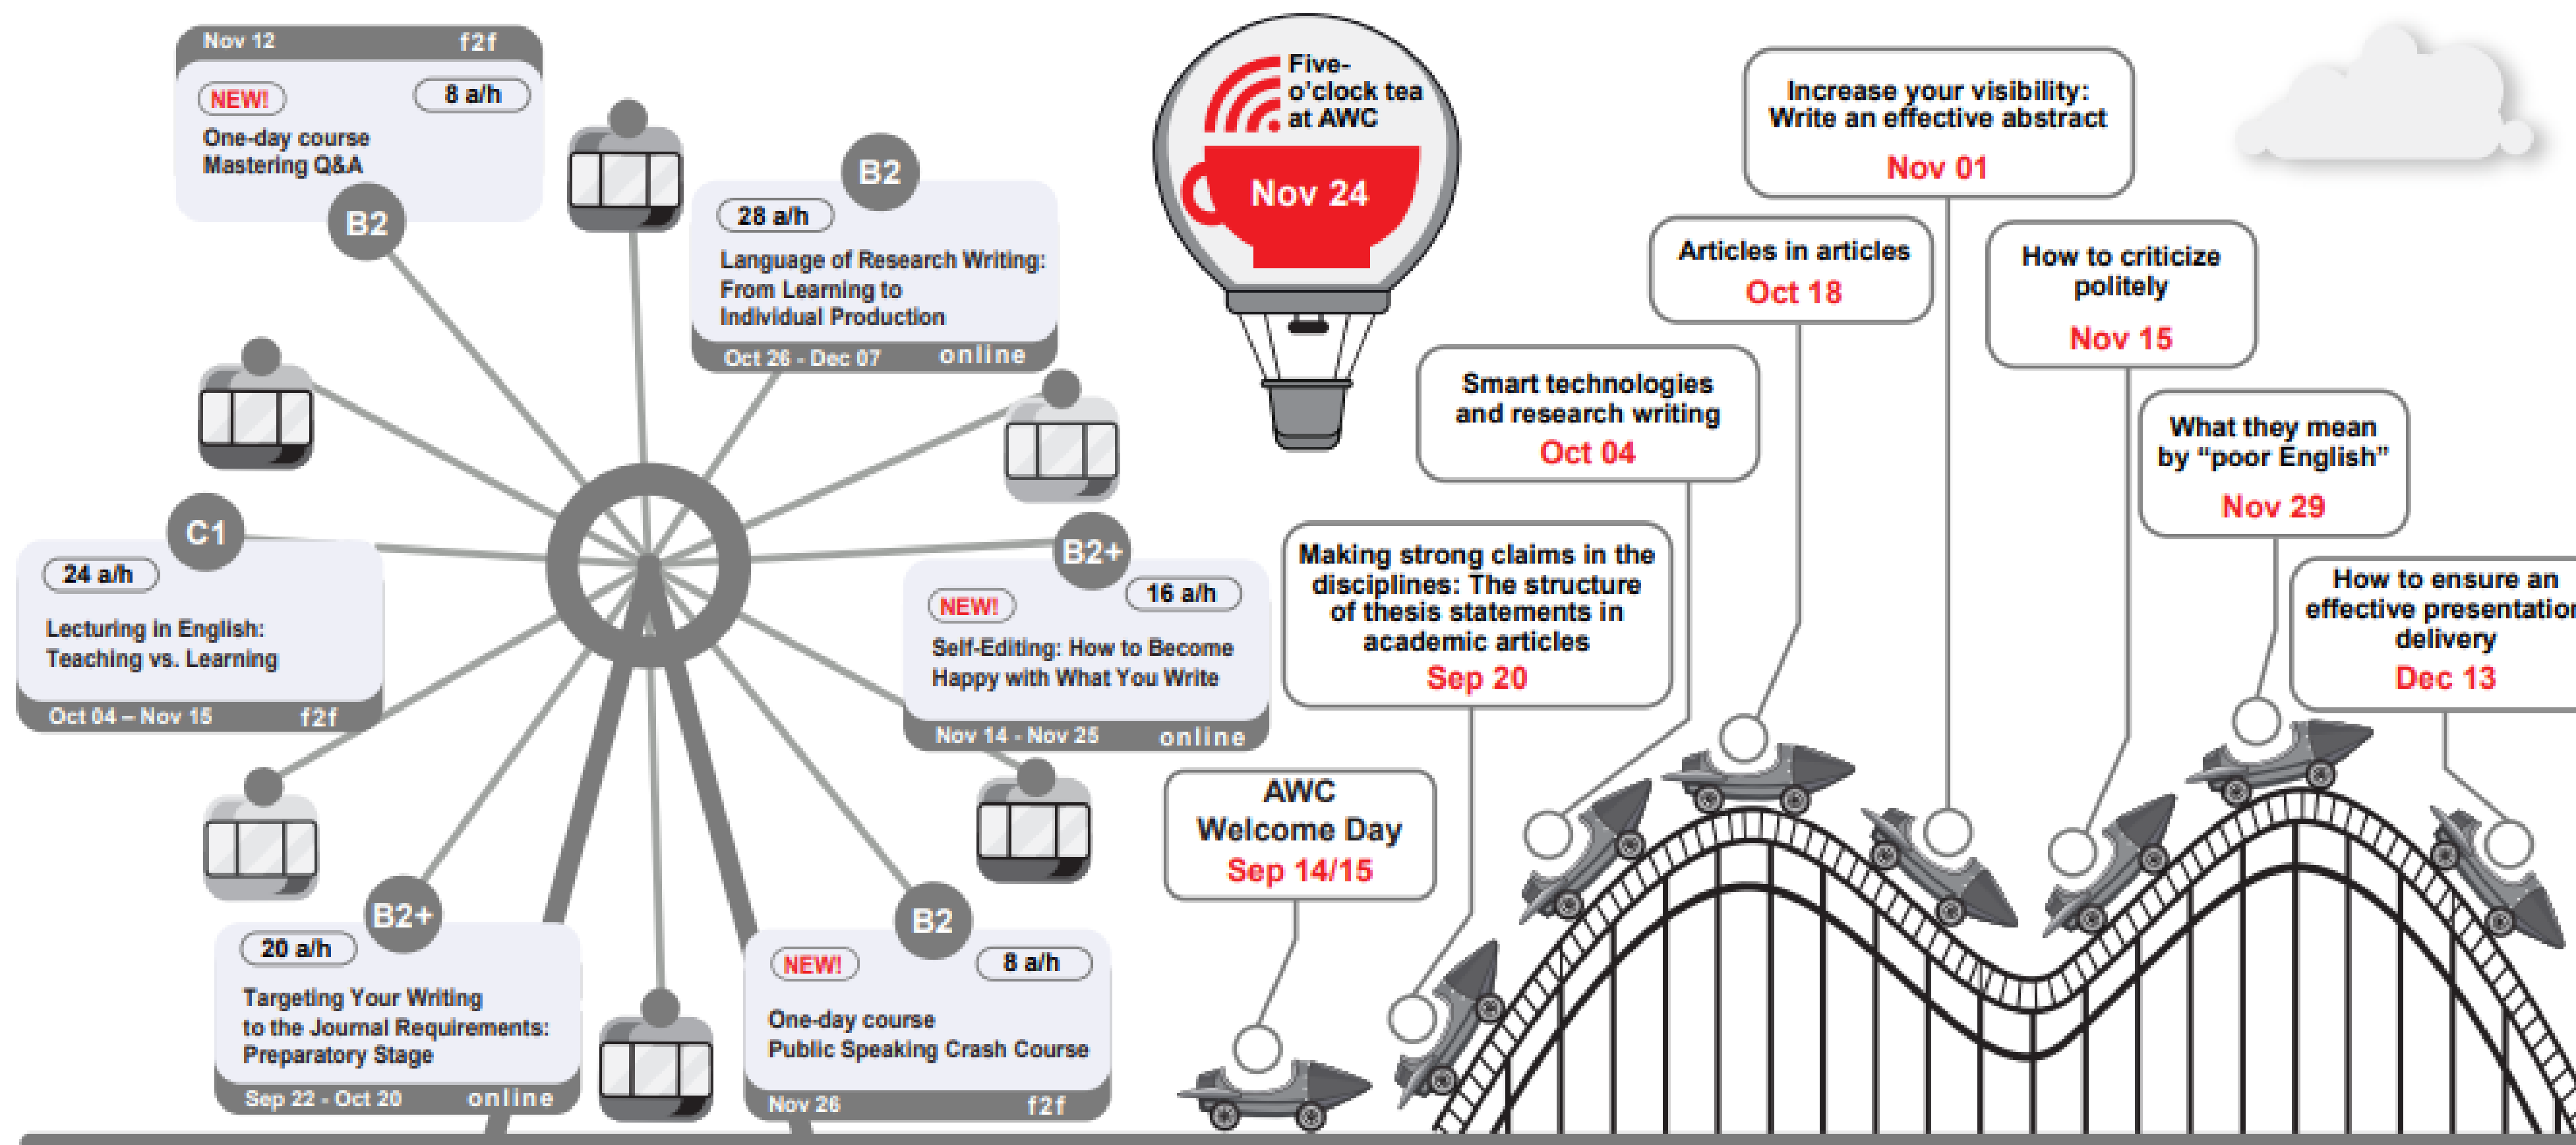 Nov 12 f2f
NEW! 8 a/h
One-day course
Mastering Q&A
B2
B2
28 a/h
Language of Research Writing:
From Learning to
Individual Production
Oct 26 - Dec 07 online
C1
24 a/h
Lecturing in English:
Teaching vs. Learning
Oct 04 – Nov 15 f2f
B2+
NEW! 16 a/h
Self-Editing: How to Become
Happy with What You Write
Nov 14 - Nov 25 online
B2+
20 a/h
Targeting Your Writing
to the Journal Requirements:
Preparatory Stage
Sep 22 - Oct 20 online
B2
NEW! 8 a/h
One-day course
Public Speaking Crash Course
Nov 26 f2f
Five-
o'clock tea
at AWC
Nov 24
AWC
Welcome Day
Sep 14/15
Making strong claims in the
disciplines: The structure
of thesis statements in
academic articles
Sep 20
Smart technologies
and research writing
Oct 04
Articles in articles
Oct 18
Increase your visibility:
Write an effective abstract
Nov 01
How to criticize
politely
Nov 15
What they mean
by “poor English”
Nov 29
How to ensure an
effective presentation
delivery
Dec 13